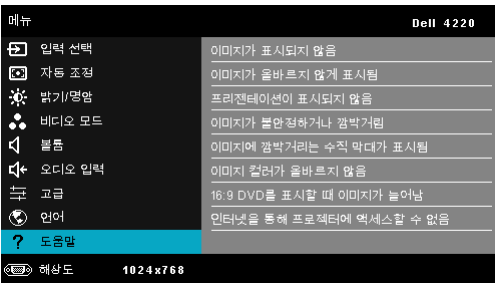 메뉴
Dell 4220
입력 선택
자동 조정
밝기/명암
비디오 모드
볼륨
오디오 입력
고급
언어
도움말
이미지가 표시되지 않음
이미지가 올바르지 않게 표시됨
프리젠테이션이 표시되지 않음
이미지가 불안정하거나 깜박거림
이미지에 깜박거리는 수직 막대가 표시됨
이미지 컬러가 올바르지 않음
16:9 DVD를 표시할 때 이미지가 늘어남
인터넷을 통해 프로젝터에 액세스할 수 없음
해상도 1024x768